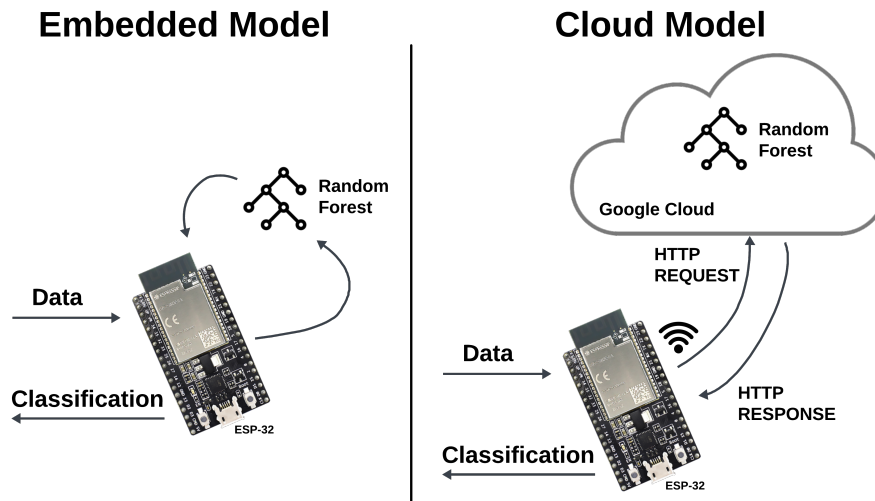 Embedded Model
Random
Forest
Data
Classification
ESP-32
Cloud Model
Random
Forest
Google Cloud
HTTP
REQUEST
Data
HTTP
RESPONSE
Classification
ESP-32